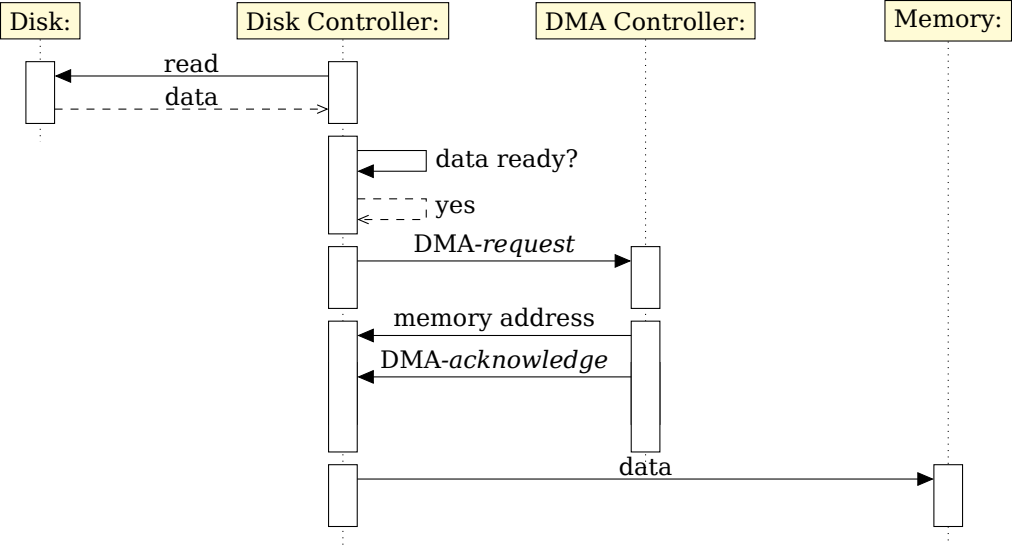 Disk:
Disk Controller:
DMA Controller:
Memory:
read
data
data ready?
yes
DMA-request
memory address
DMA-acknowledge
data